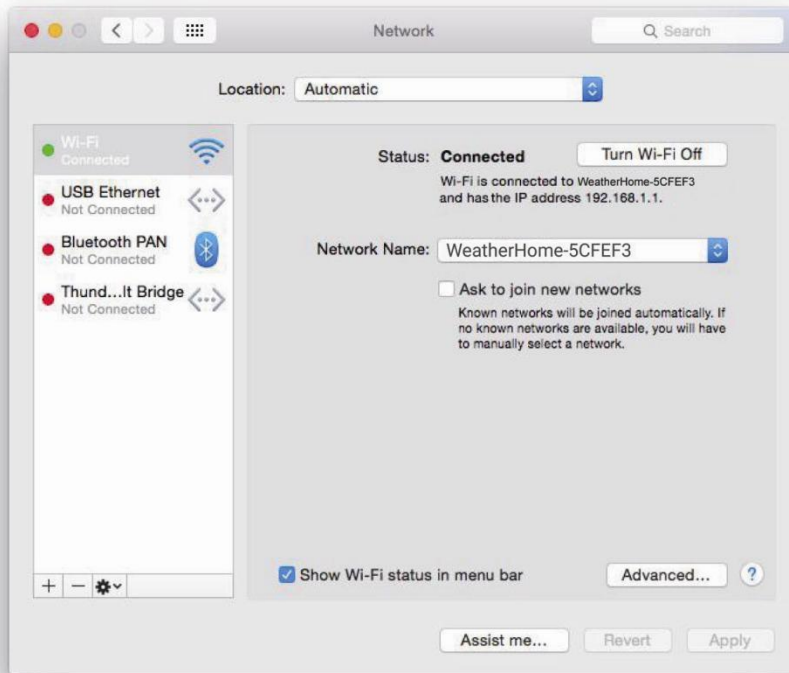 Network
Search
Location: Automatic
Wi-Fi
Connected
USB Ethernet
Not Connected
Bluetooth PAN
Not Connected
Thund...lt Bridge
Not Connected
Status: Connected
Turn Wi-Fi Off
Wi-Fi is connected to WeatherHome-5CFEF3
and has the IP address 192.168.1.1.
Network Name: WeatherHome-5CFEF3
Ask to join new networks
Known networks will be joined automatically. If
no known networks are available, you will have
to manually select a network.
Show Wi-Fi status in menu bar
Advanced...
?
Assist me...
Revert
Apply